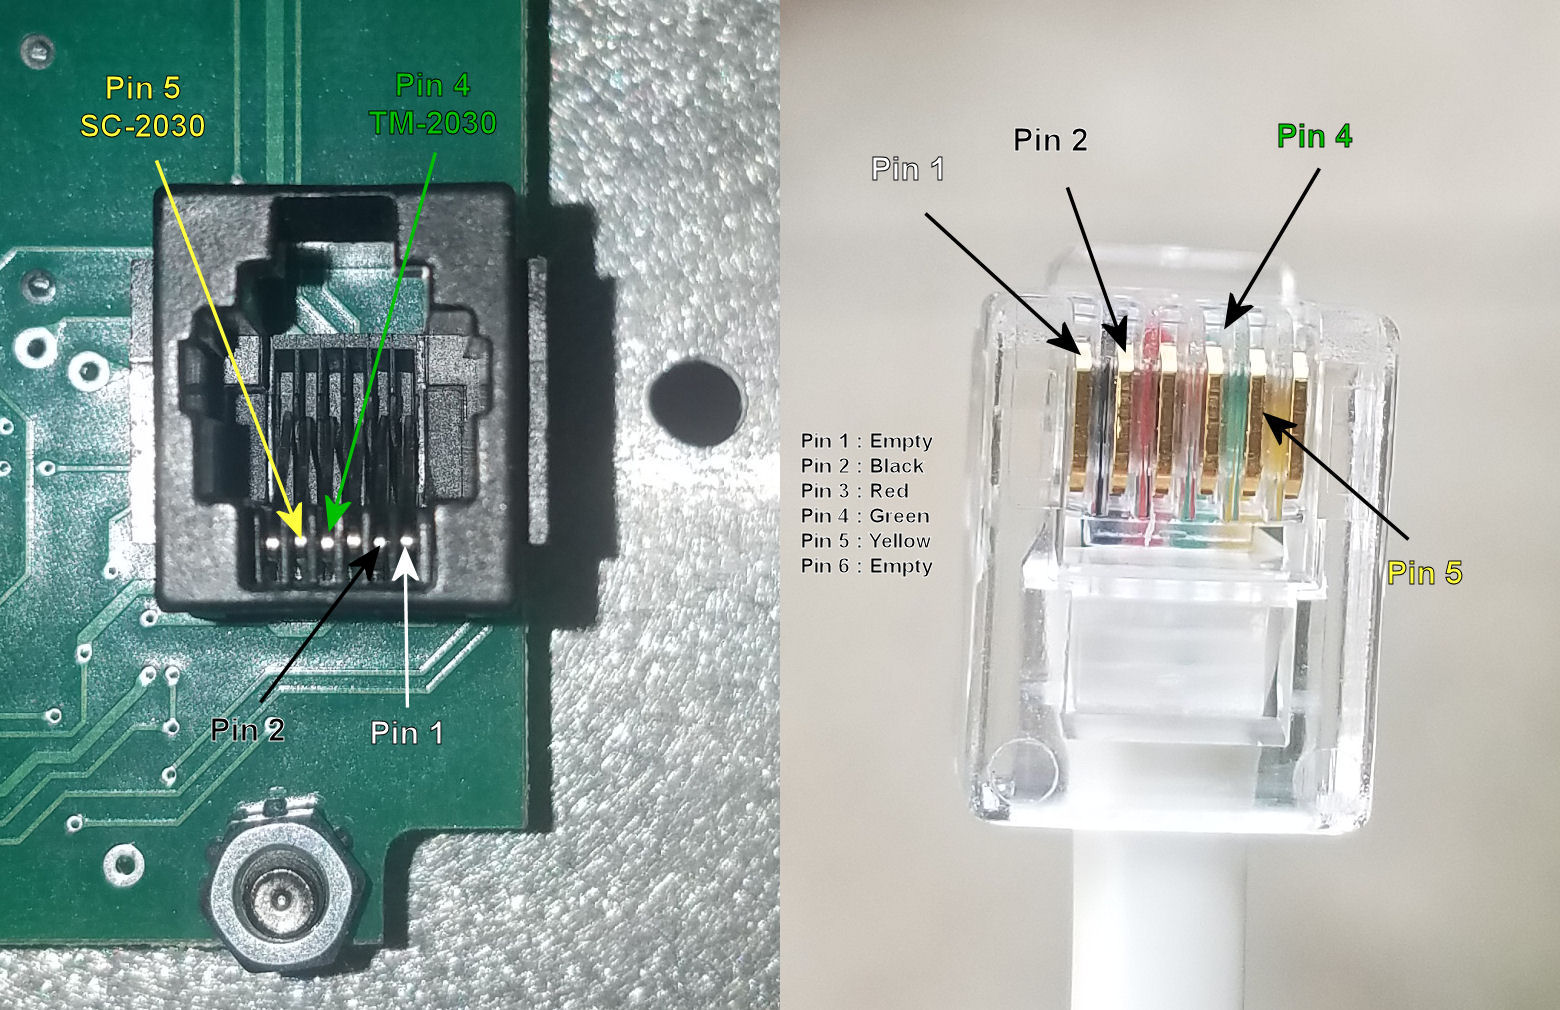 Pin 5
SC-2030
Pin 4
TM-2030
Pin 2
Pin 1
Pin 1
Pin 2
Pin 4
Pin 1 : Empty
Pin 2 : Black
Pin 3 : Red
Pin 4 : Green
Pin 5 : Yellow
Pin 6 : Empty
Pin 5